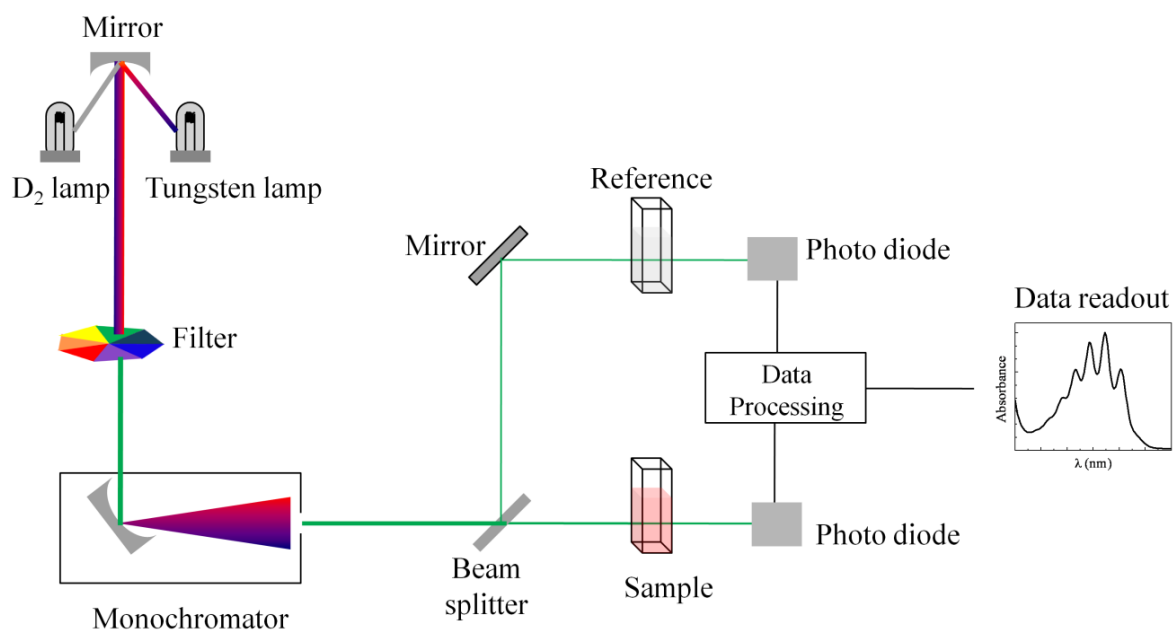 Mirror
D₂ lamp
Tungsten lamp
Filter
Monochromator
Beam
splitter
Mirror
Reference
Sample
Photo diode
Photo diode
Data
Processing
Data readout
Absorbance
λ (nm)